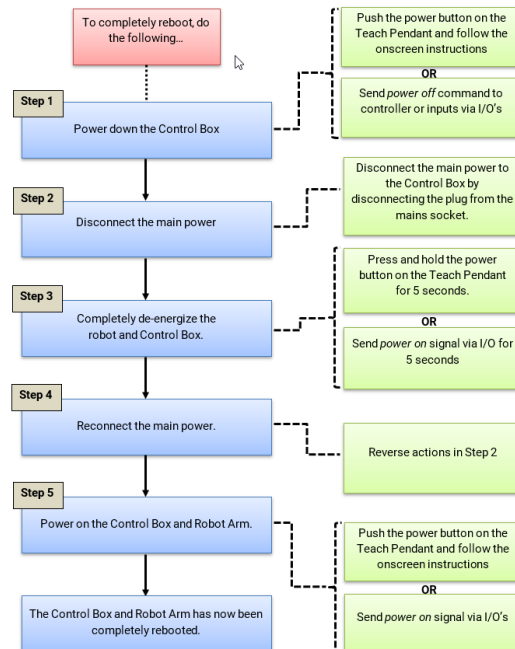 To completely reboot, do
the following...
Push the power button on the
Teach Pendant and follow the
onscreen instructions
OR
Send power off command to
controller or inputs via I/O's
Step 1
Power down the Control Box
Step 2
Disconnect the main power
Disconnect the main power to
the Control Box by
disconnecting the plug from the
mains socket.
Step 3
Completely de-energize the
robot and Control Box.
Press and hold the power
button on the Teach Pendant
for 5 seconds.
OR
Send power on signal via I/O for
5 seconds
Step 4
Reconnect the main power.
Reverse actions in Step 2
Step 5
Power on the Control Box and Robot Arm.
Push the power button on the
Teach Pendant and follow the
onscreen instructions
OR
Send power on signal via I/O's
The Control Box and Robot Arm has now been
completely rebooted.